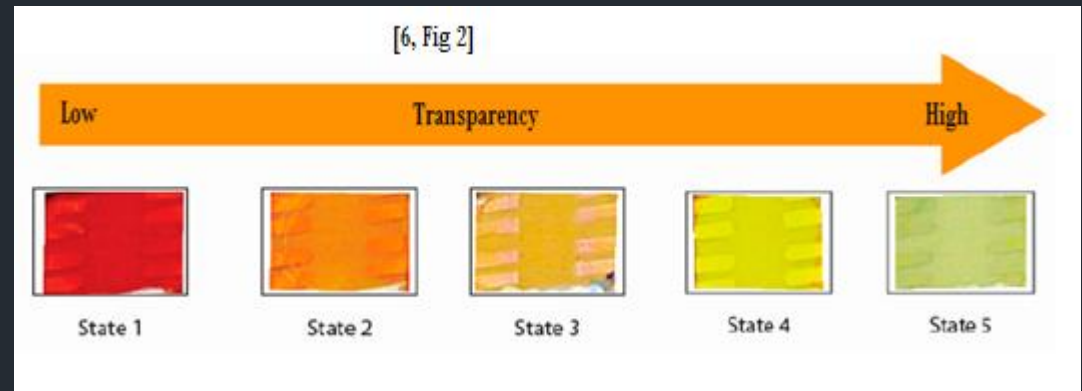 [6, Fig 2]
Low Transparency High
State 1 State 2 State 3 State 4 State 5